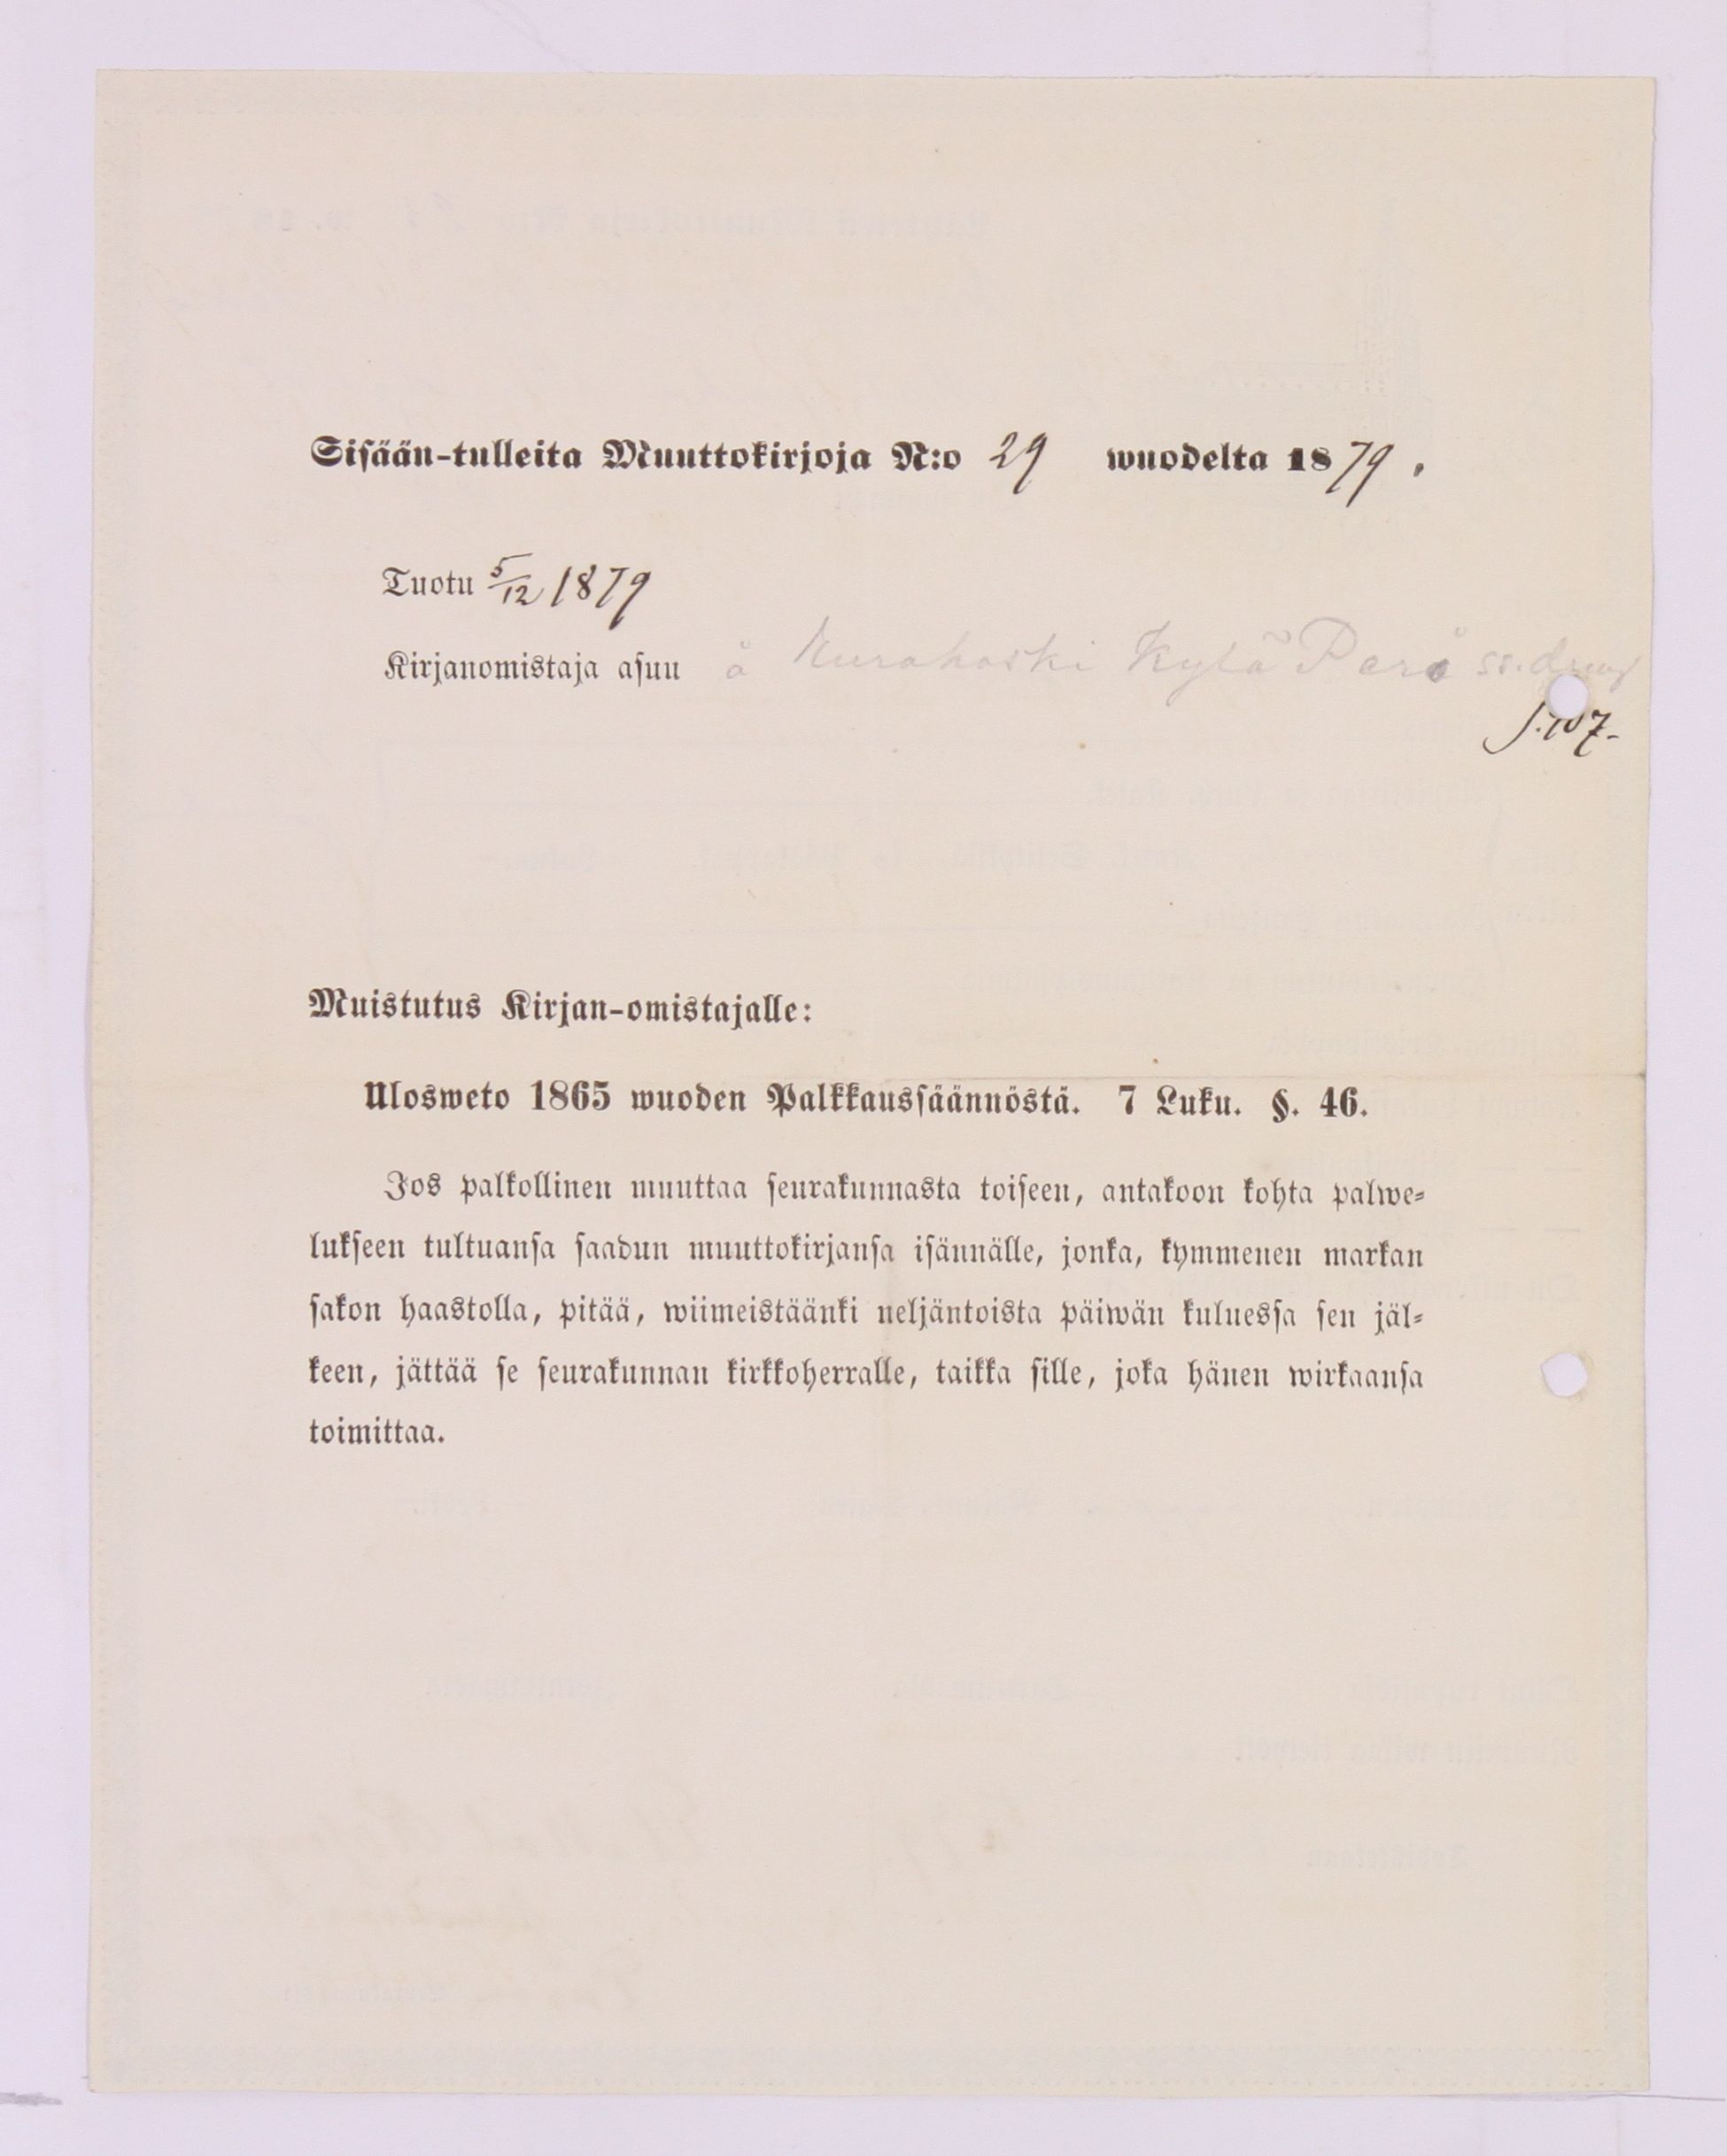 Sisään-tulleita Muuttokirjoja N:o 29 wuodelta 1879.
Tuotu 5/12 1879
Kirjanomistaja asuu å Kurahoski Kylä
s. 107.
Muistutus Kirjan-omistajalle:
Ulosweto 1865 wuoden Palkkaussäännöstä. 7 Luku. §. 46.
Jos palkollinen muuttaa seurakunnasta toiseen, antakoon kohta palwe-
lukseen tultuansa saadun muuttokirjansa isännälle, jonka, kymmenen markan
sakon haastolla, pitää, wiimeistäänki neljäntoista päiwän kuluessa sen jäl-
keen, jättää se seurakunnan kirkkoherralle, taikka sille, joka hänen wirkaansa
toimittaa.